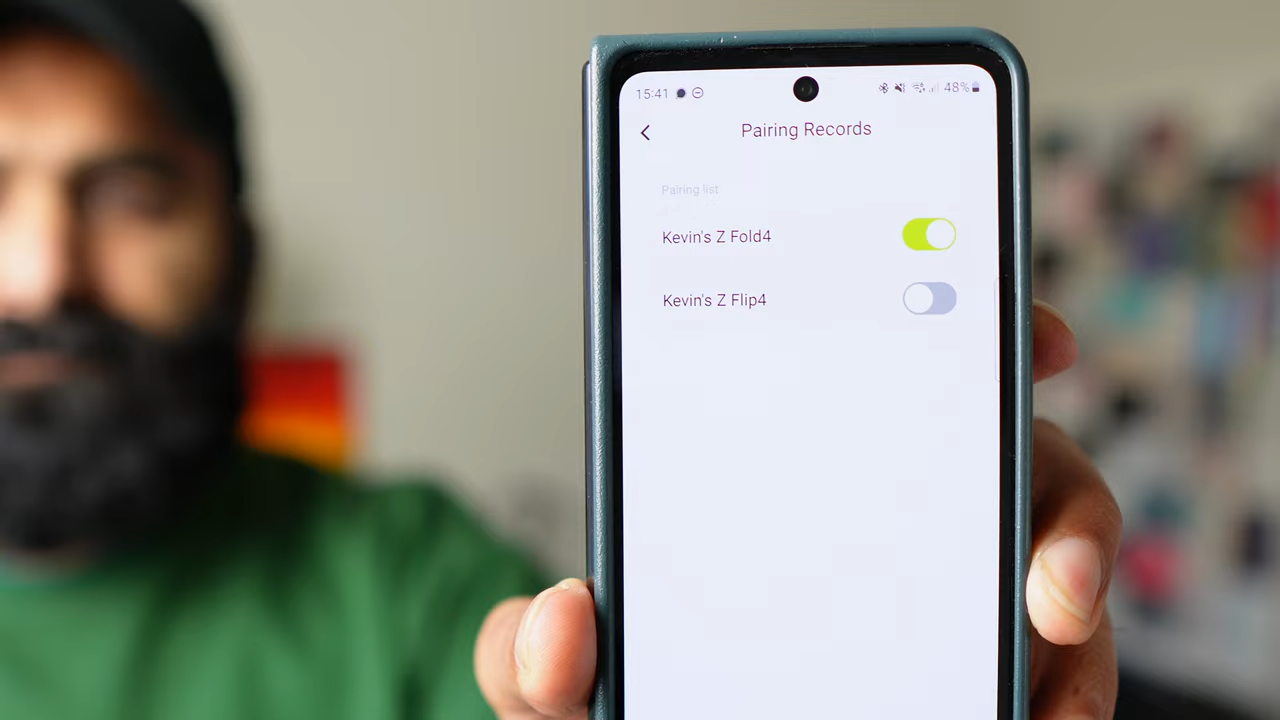 15:41 48%
Pairing Records
Pairing list
Kevin's Z Fold4
Kevin's Z Flip4